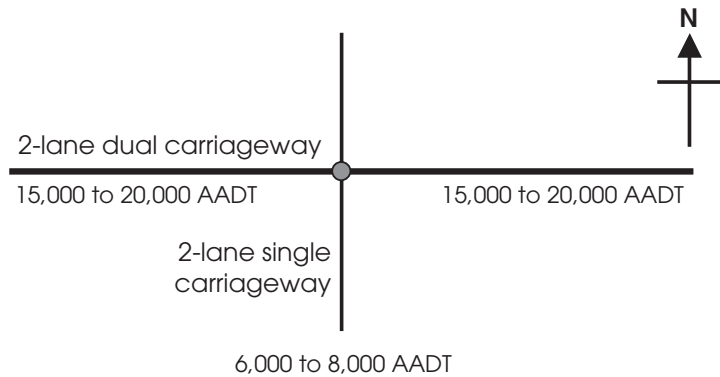 N
2-lane dual carriageway
15,000 to 20,000 AADT
15,000 to 20,000 AADT
2-lane single
carriageway
6,000 to 8,000 AADT